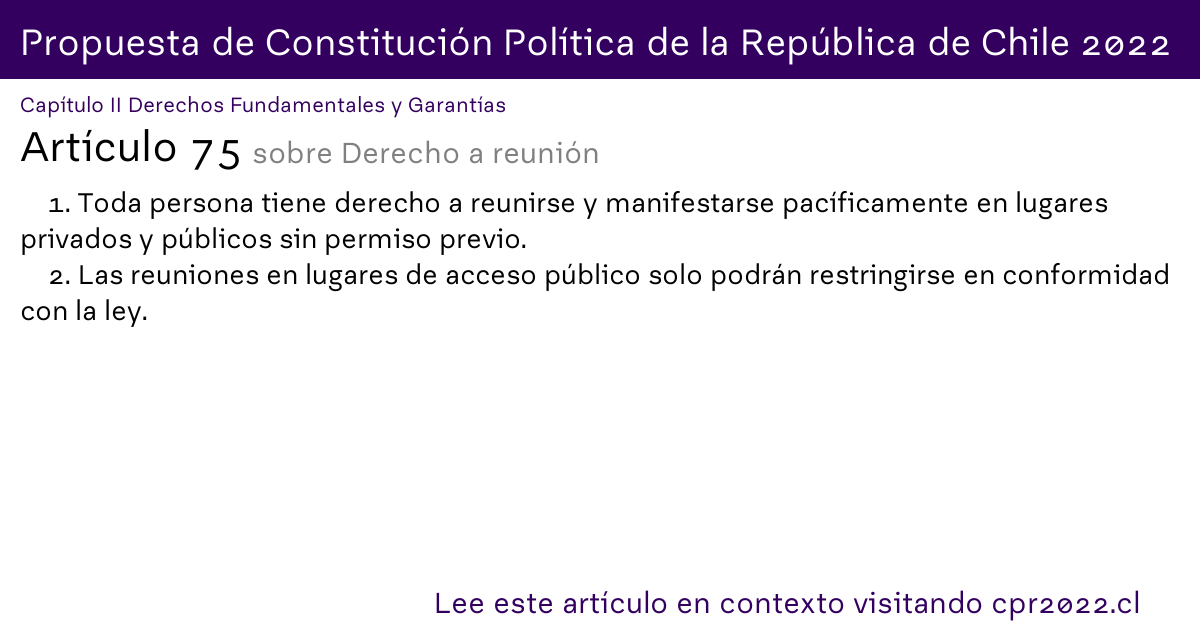 Propuesta de Constitución Política de la República de Chile 2022
Capítulo II Derechos Fundamentales y Garantías
Artículo 75 sobre Derecho a reunión
1. Toda persona tiene derecho a reunirse y manifestarse pacíficamente en lugares
privados y públicos sin permiso previo.
2. Las reuniones en lugares de acceso público solo podrán restringirse en conformidad
con la ley.
Lee este artículo en contexto visitando cpr2022.cl